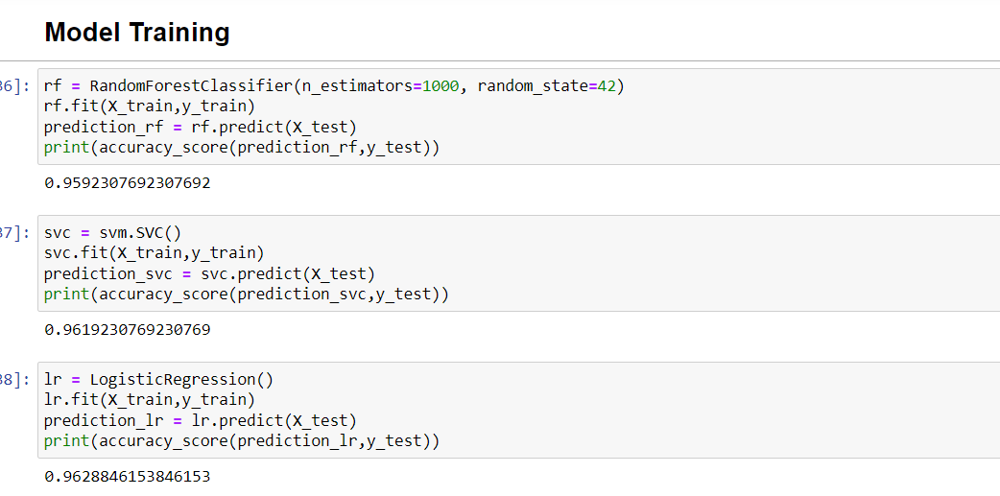 Model Training
36]: rf = RandomForestClassifier(n_estimators=1000, random_state=42)
rf.fit(X_train,y_train)
prediction_rf = rf.predict(X_test)
print(accuracy_score(prediction_rf,y_test))
0.9592307692307692
37]: svc = svm.SVC()
svc.fit(X_train,y_train)
prediction_svc = svc.predict(X_test)
print(accuracy_score(prediction_svc,y_test))
0.9619230769230769
38]: lr = LogisticRegression()
lr.fit(X_train,y_train)
prediction_lr = lr.predict(X_test)
print(accuracy_score(prediction_lr,y_test))
0.9628846153846153